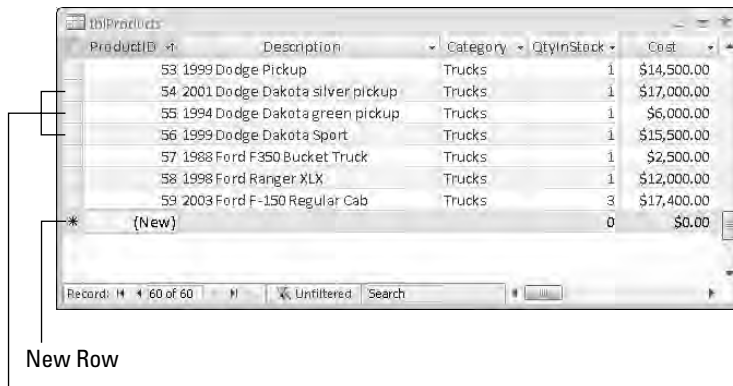 tblProducts
ProductID Description Category QtyInStock Cost
53 1999 Dodge Pickup Trucks 1 $14,500.00
54 2001 Dodge Dakota silver pickup Trucks 1 $17,000.00
55 1994 Dodge Dakota green pickup Trucks 1 $6,000.00
56 1999 Dodge Dakota Sport Trucks 1 $15,500.00
57 1988 Ford F350 Bucket Truck Trucks 1 $2,500.00
58 1998 Ford Ranger XLX Trucks 1 $12,000.00
59 2003 Ford F-150 Regular Cab Trucks 3 $17,400.00
* (New) 0 $0.00
Record: 60 of 60 Unfiltered Search
New Row